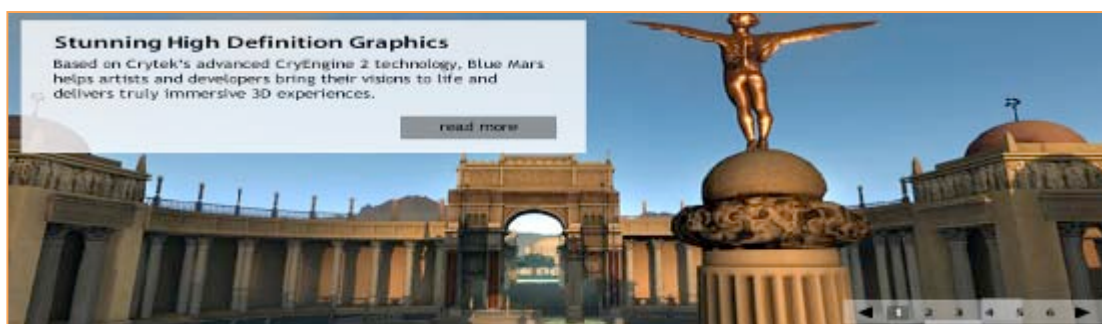 Stunning High Definition Graphics
Based on Crytek's advanced CryEngine 2 technology, Blue Mars
helps artists and developers bring their visions to life and
delivers truly immersive 3D experiences.
read more
1 2 3 4 5 6